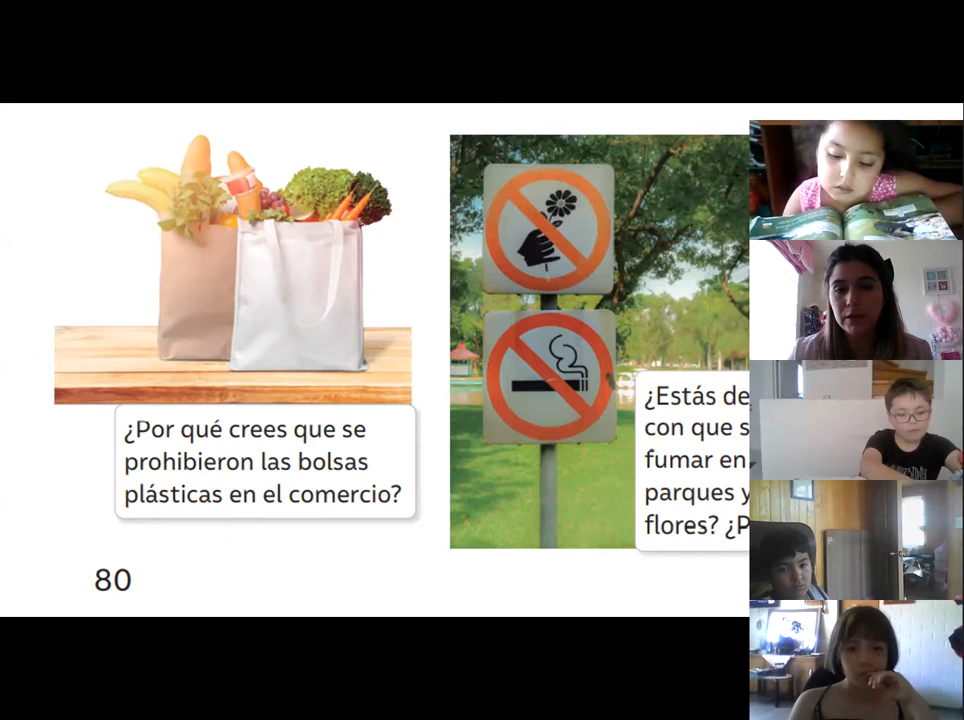 ¿Por qué crees que se
prohibieron las bolsas
plásticas en el comercio?
¿Estás de
con que s
fumar en
parques y
flores? ¿P
80